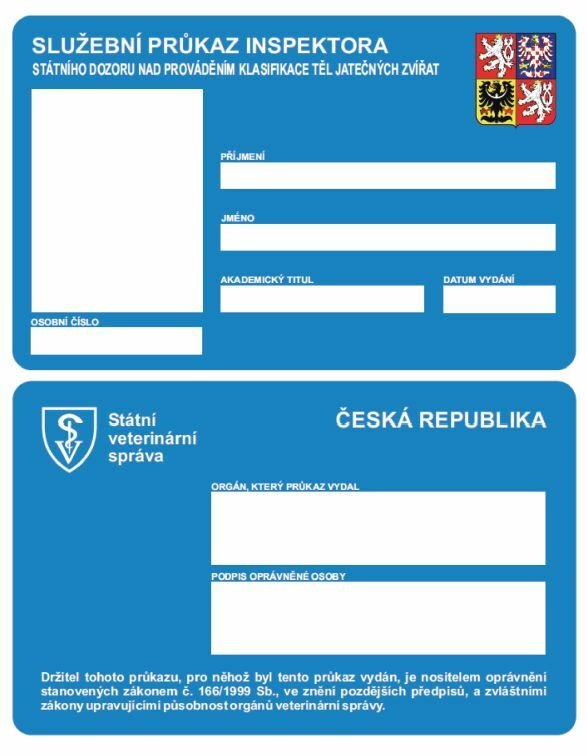 SLUŽEBNÍ PRŮKAZ INSPEKTORA
STÁTNÍHO DOZORU NAD PROVÁDĚNÍM KLASIFIKACE TĚL JATEČNÝCH ZVÍŘAT
PŘÍJMENÍ
JMÉNO
AKADEMICKÝ TITUL
DATUM VYDÁNÍ
OSOBNÍ ČÍSLO
Státní
veterinární
správa
ČESKÁ REPUBLIKA
ORGÁN, KTERÝ PRŮKAZ VYDAL
PODPIS OPRÁVNĚNÉ OSOBY
Držitel tohoto průkazu, pro něhož byl tento průkaz vydán, je nositelem oprávnění
stanovených zákonem č. 166/1999 Sb., ve znění pozdějších předpisů, a zvláštními
zákony upravujícími působnost orgánů veterinární správy.